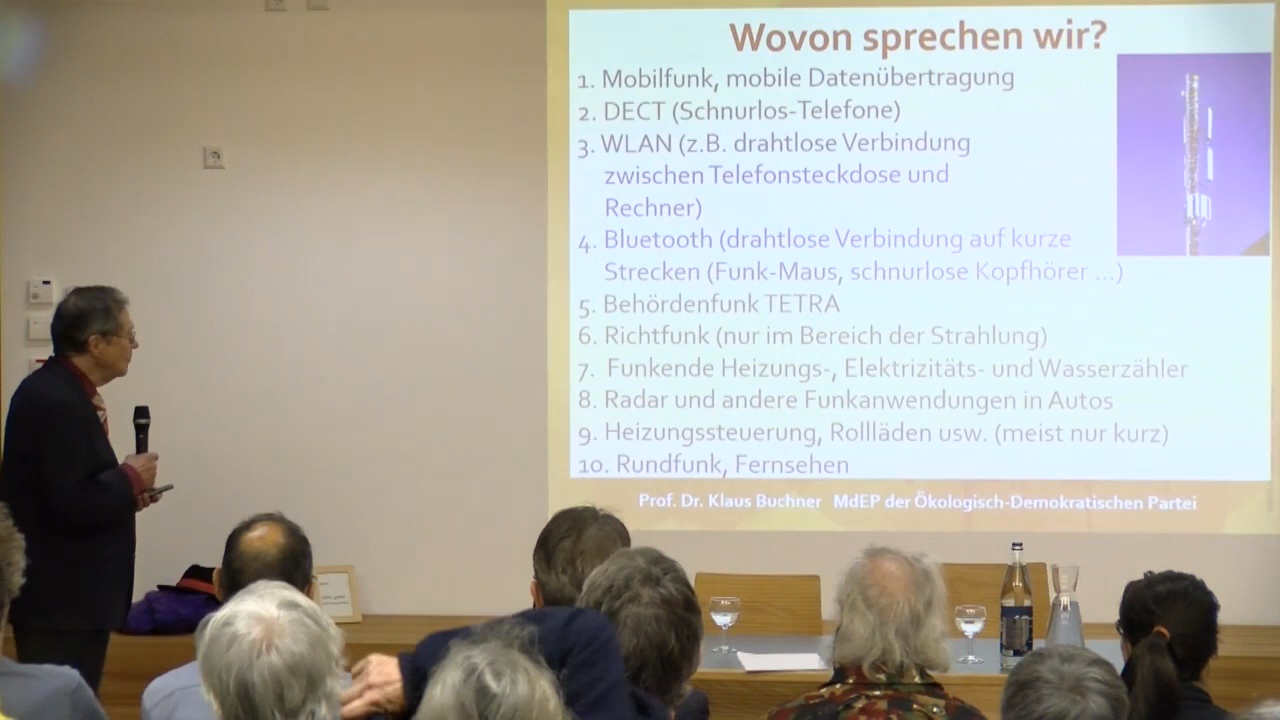 Wovon sprechen wir?
1. Mobilfunk, mobile Datenübertragung
2. DECT (Schnurlos-Telefone)
3. WLAN (z.B. drahtlose Verbindung
zwischen Telefonsteckdose und
Rechner)
4. Bluetooth (drahtlose Verbindung auf kurze
Strecken (Funk-Maus, schnurlose Kopfhörer ...)
5. Behördenfunk TETRA
6. Richtfunk (nur im Bereich der Strahlung)
7. Funkende Heizungs-, Elektrizitäts- und Wasserzähler
8. Radar und andere Funkanwendungen in Autos
9. Heizungssteuerung, Rollläden usw. (meist nur kurz)
10. Rundfunk, Fernsehen
Prof. Dr. Klaus Buchner MdEP der Ökologisch-Demokratischen Partei